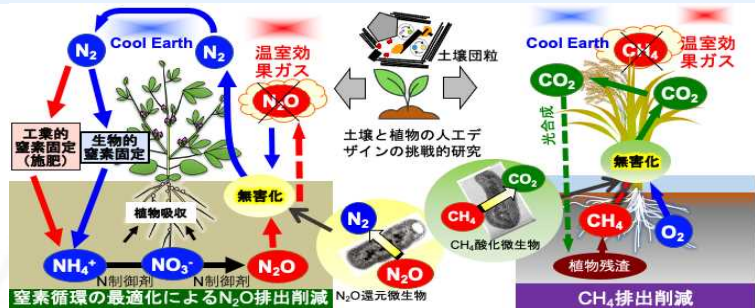 N₂
Cool Earth
N₂
温室効
果ガス
N₂O
工業的
窒素固定
(施肥)
生物的
窒素固定
植物吸収
無害化
NH₄⁺
N制御剤
NO₃⁻
N制御剤
N₂O
窒素循環の最適化によるN₂O排出削減
土壌団粒
土壌と植物の人工デ
ザインの挑戦的研究
N₂
N₂O
N₂O還元微生物
CO₂
CH₄
CH₄酸化微生物
Cool Earth
CH₄
温室効
果ガス
CO₂
CO₂
光合成
無害化
CH₄
O₂
植物残渣
CH₄排出削減